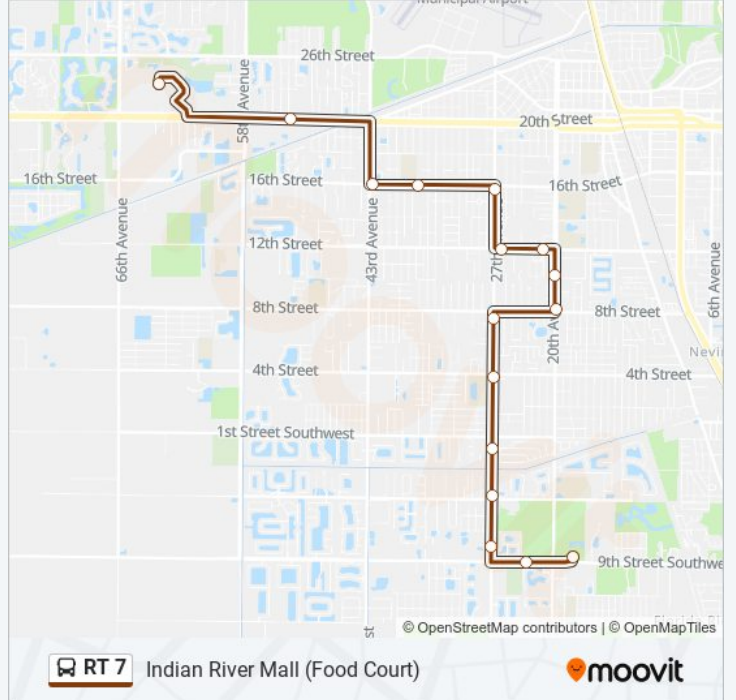 Municipal Airport
26th Street
58th Avenue
20th Street
16th Street
16th Street
16th Street
66th Avenue
43rd Avenue
12th Street
27th
6th Avenue
8th Street
8th Street
20th Av
4th Street
4th Street
Nevi
1st Street Southwest
9th Street Southwe
st
© OpenStreetMap contributors | © OpenMapTiles
RT 7
Indian River Mall (Food Court)
moovit